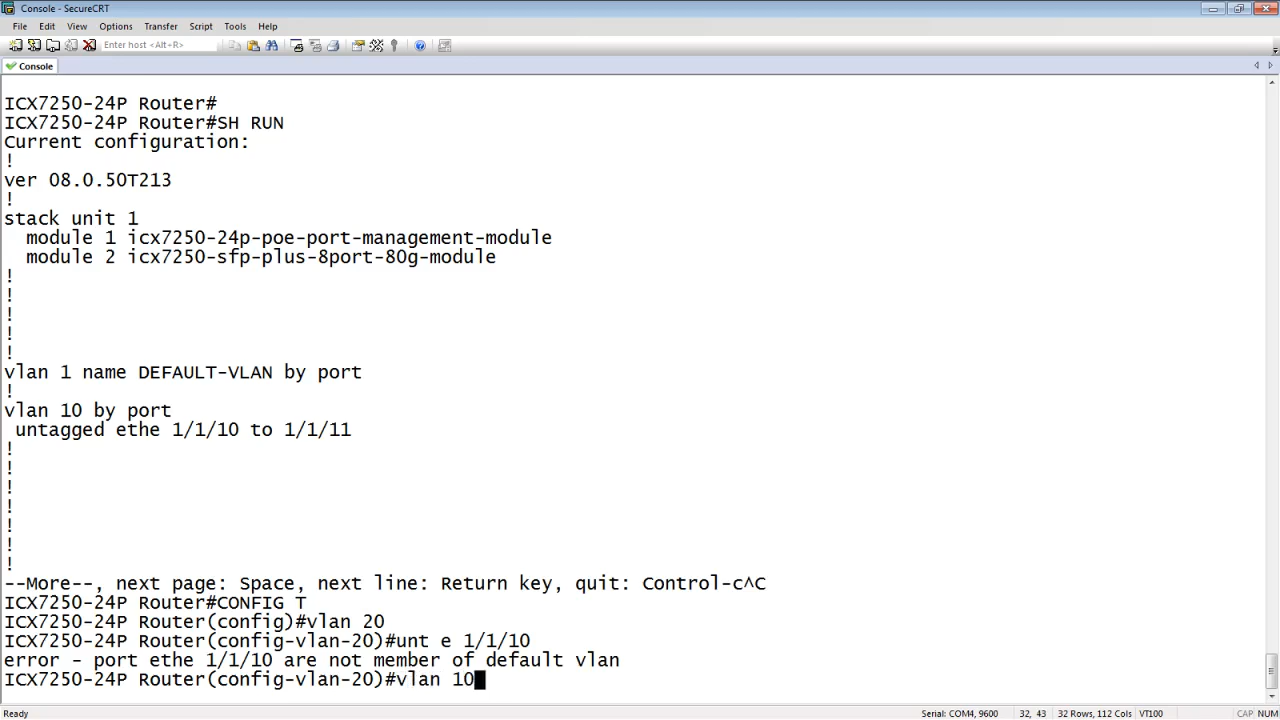 Console - SecureCRT
File Edit View Options Transfer Script Tools Help
Enter host <Alt+R>
Console
ICX7250-24P Router#
ICX7250-24P Router#SH RUN
Current configuration:
!
ver 08.0.50T213
!
stack unit 1
  module 1 icx7250-24p-poe-port-management-module
  module 2 icx7250-sfp-plus-8port-80g-module
!
!
!
!
!
vlan 1 name DEFAULT-VLAN by port
!
vlan 10 by port
 untagged ethe 1/1/10 to 1/1/11
!
!
!
!
!
!
!
--More--, next page: Space, next line: Return key, quit: Control-c^C
ICX7250-24P Router#CONFIG T
ICX7250-24P Router(config)#vlan 20
ICX7250-24P Router(config-vlan-20)#unt e 1/1/10
error - port ethe 1/1/10 are not member of default vlan
ICX7250-24P Router(config-vlan-20)#vlan 10
Ready Serial: COM4, 9600 32, 43 32 Rows, 112 Cols VT100 CAP NUM